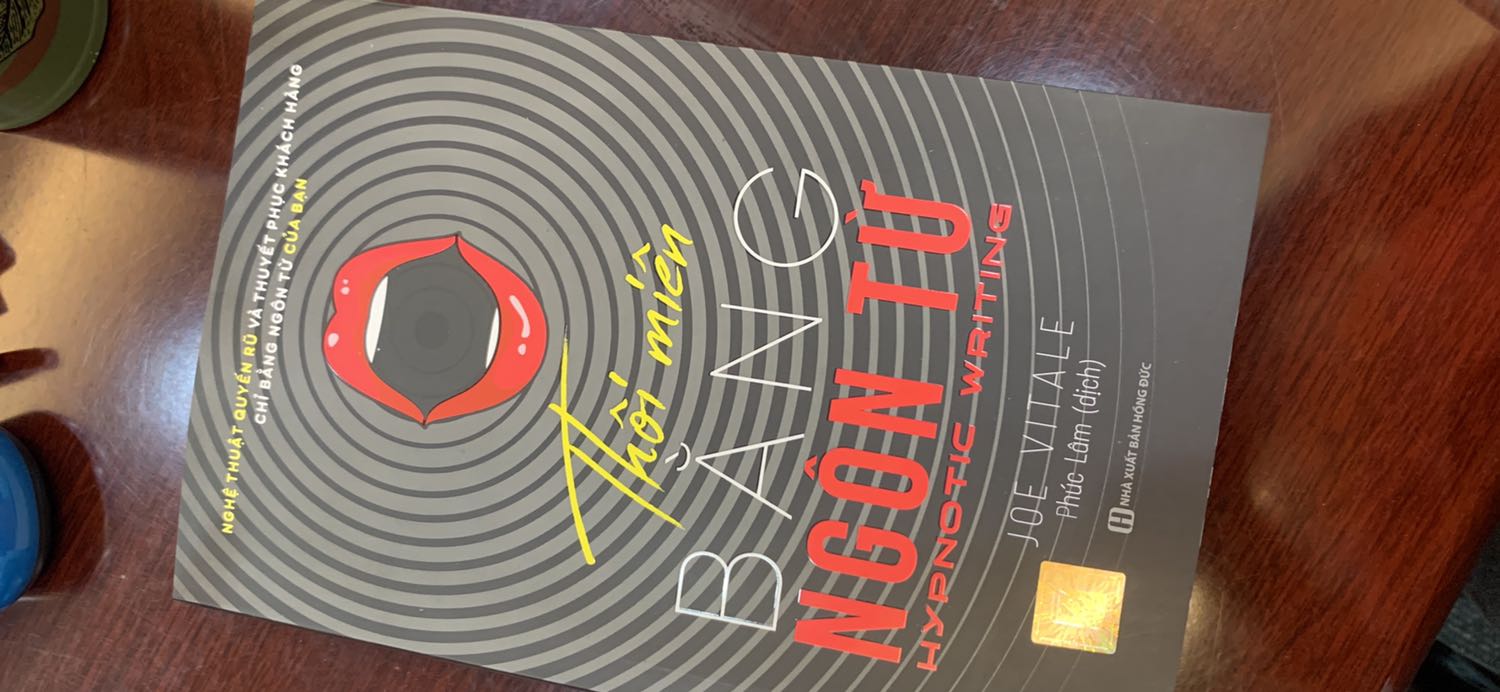 NGHỆ THUẬT QUYẾN RŨ VÀ THUYẾT PHỤC KHÁCH HÀNG
CHỈ BẰNG NGÔN TỪ CỦA BẠN
Thôi miên
BẰNG
NGÔN TỪ
HYPNOTIC WRITING
JOE VITALE
Phúc Lâm (dịch)
H NHÀ XUẤT BẢN HỒNG ĐỨC